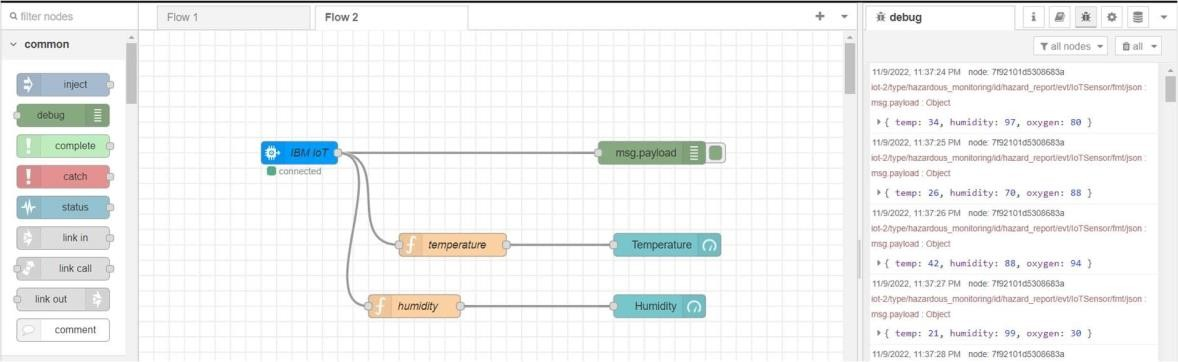 filter nodes
Flow 1
Flow 2
debug
i
common
all nodes
all
inject
debug
complete
catch
status
link in
link call
link out
comment
IBM IoT
connected
msg.payload
temperature
Temperature
humidity
Humidity
11/9/2022, 11:37:24 PM node: 7f92101d5308683a
iot-2/type/hazardous_monitoring/id/hazard_report/evt/IoTSensor/fmt/json :
msg.payload : Object
{ temp: 34, humidity: 97, oxygen: 80 }
11/9/2022, 11:37:25 PM node: 7f92101d5308683a
iot-2/type/hazardous_monitoring/id/hazard_report/evt/IoTSensor/fmt/json :
msg.payload : Object
{ temp: 26, humidity: 70, oxygen: 88 }
11/9/2022, 11:37:26 PM node: 7f92101d5308683a
iot-2/type/hazardous_monitoring/id/hazard_report/evt/IoTSensor/fmt/json :
msg.payload : Object
{ temp: 42, humidity: 88, oxygen: 94 }
11/9/2022, 11:37:27 PM node: 7f92101d5308683a
iot-2/type/hazardous_monitoring/id/hazard_report/evt/IoTSensor/fmt/json :
msg.payload : Object
{ temp: 21, humidity: 99, oxygen: 30 }
11/9/2022, 11:37:28 PM node: 7f92101d5308683a